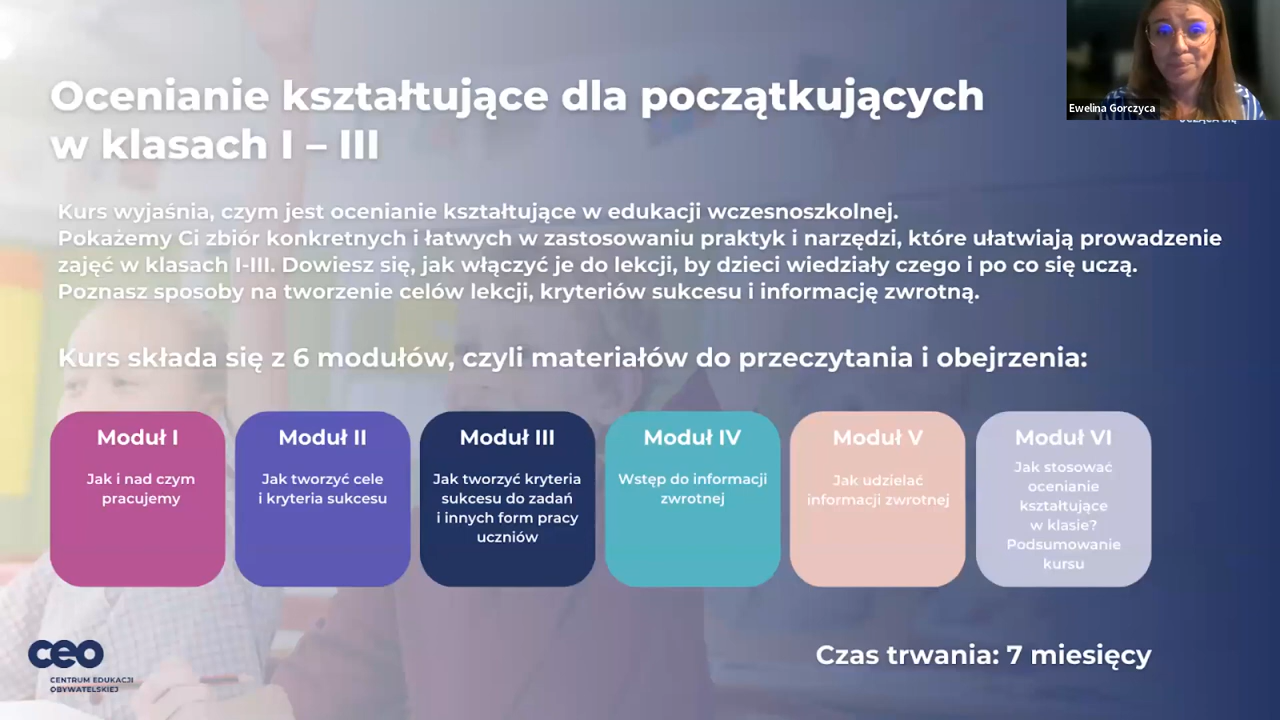 Ocenianie kształtujące dla początkujących
w klasach I – III
Ewelina Gorczyca
Kurs wyjaśnia, czym jest ocenianie kształtujące w edukacji wczesnoszkolnej.
Pokażemy Ci zbiór konkretnych i łatwych w zastosowaniu praktyk i narzędzi, które ułatwiają prowadzenie
zajęć w klasach I-III. Dowiesz się, jak włączyć je do lekcji, by dzieci wiedziały czego i po co się uczą.
Poznasz sposoby na tworzenie celów lekcji, kryteriów sukcesu i informację zwrotną.
Kurs składa się z 6 modułów, czyli materiałów do przeczytania i obejrzenia:
Moduł I
Jak i nad czym
pracujemy
Moduł II
Jak tworzyć cele
i kryteria sukcesu
Moduł III
Jak tworzyć kryteria
sukcesu do zadań
i innych form pracy
uczniów
Moduł IV
Wstęp do informacji
zwrotnej
Moduł V
Jak udzielać
informacji zwrotnej
Moduł VI
Jak stosować
ocenianie
kształtujące
w klasie?
Podsumowanie
kursu
Czas trwania: 7 miesięcy
ceo
CENTRUM EDUKACJI
OBYWATELSKIEJ